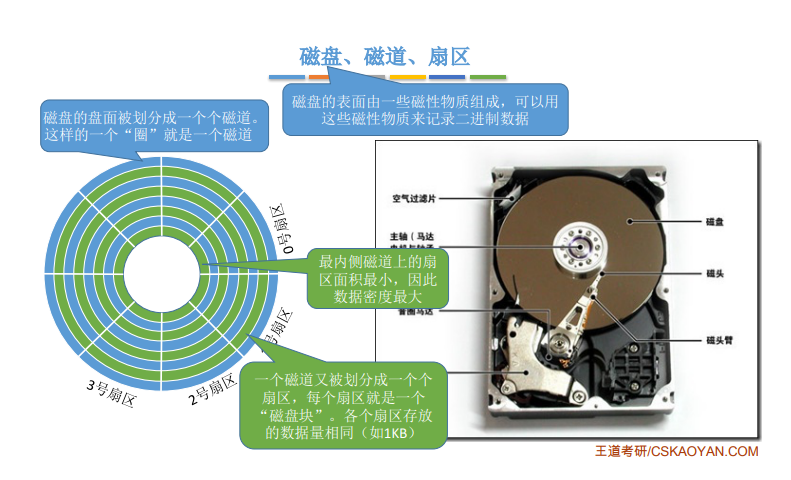 磁盘、磁道、扇区
磁盘的表面由一些磁性物质组成，可以用
这些磁性物质来记录二进制数据
磁盘的盘面被划分成一个个磁道。
这样的一个“圈”就是一个磁道
0号扇区
号扇区
2号扇区
3号扇区
最内侧磁道上的扇
区面积最小，因此
数据密度最大
一个磁道又被划分成一个个
扇区，每个扇区就是一个
“磁盘块”。各个扇区存放
的数据量相同（如1KB）
空气过滤片
主轴（马达
音圈马达
磁盘
磁头
磁头臂
王道考研/CSKAOYAN.COM